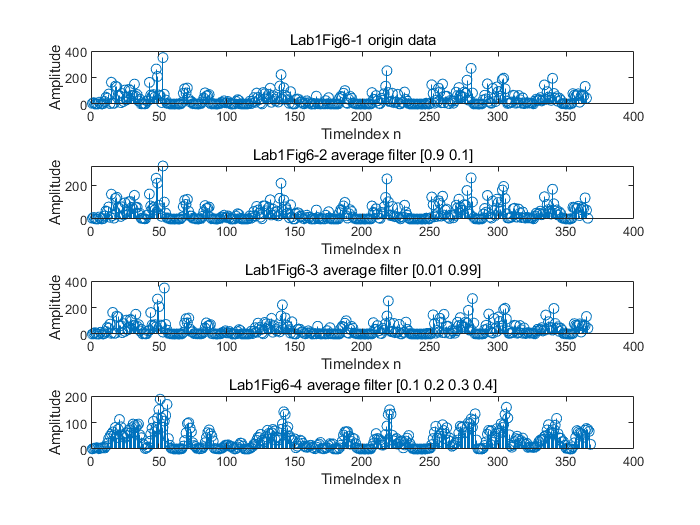 Lab1Fig6-1 origin data
400
200
0
Amplitude
0 50 100 150 200 250 300 350 400
TimeIndex n
Lab1Fig6-2 average filter [0.9 0.1]
200
0
Amplitude
0 50 100 150 200 250 300 350 400
TimeIndex n
Lab1Fig6-3 average filter [0.01 0.99]
400
200
0
Amplitude
0 50 100 150 200 250 300 350 400
TimeIndex n
Lab1Fig6-4 average filter [0.1 0.2 0.3 0.4]
200
100
0
Amplitude
0 50 100 150 200 250 300 350 400
TimeIndex n